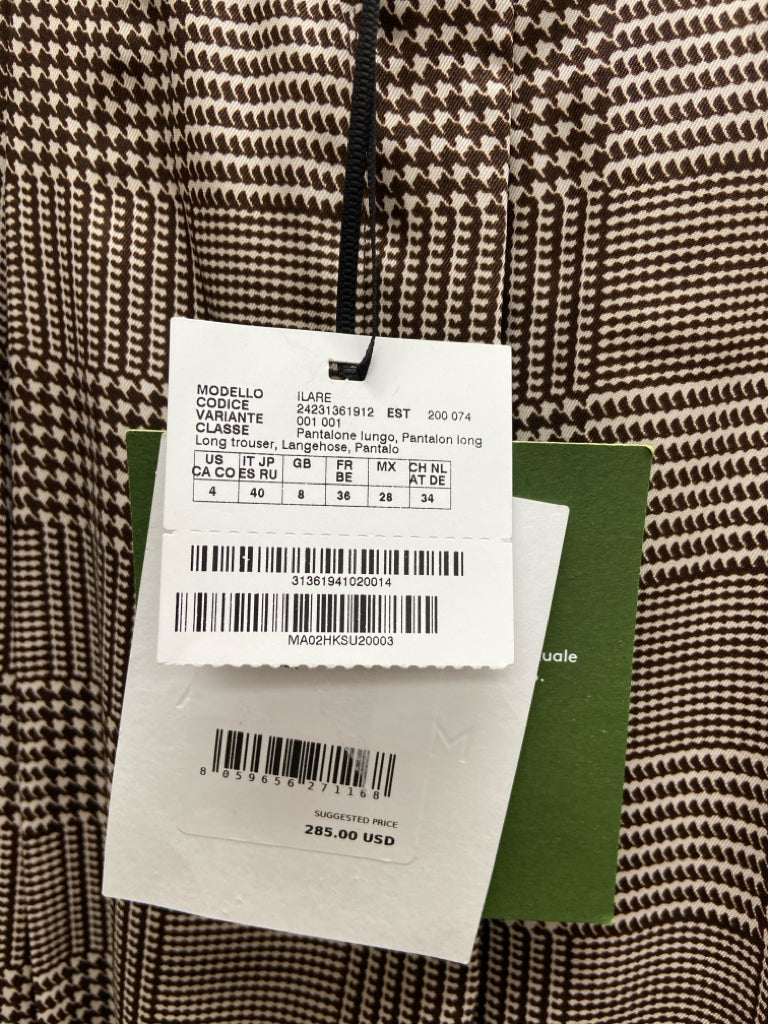 MODELLO ILARE
CODICE 24231361912 EST 200 074
VARIANTE 001 001
CLASSE Pantalone lungo, Pantalon long
Long trouser, Langehose, Pantalo
US CA CO IT JP ES RU GB FR BE MX CH NL AT DE
4 40 8 36 28 34
31361941020014
MA02HKSU20003
uale
M
8 059656 271168
SUGGESTED PRICE
285.00 USD